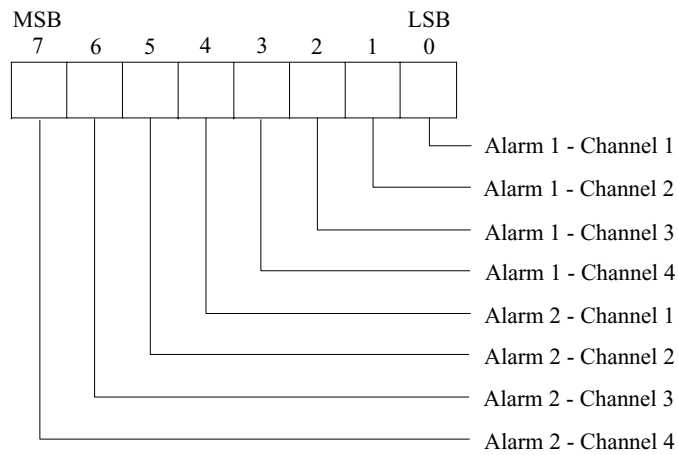 MSB LSB
7 6 5 4 3 2 1 0
Alarm 1 - Channel 1
Alarm 1 - Channel 2
Alarm 1 - Channel 3
Alarm 1 - Channel 4
Alarm 2 - Channel 1
Alarm 2 - Channel 2
Alarm 2 - Channel 3
Alarm 2 - Channel 4